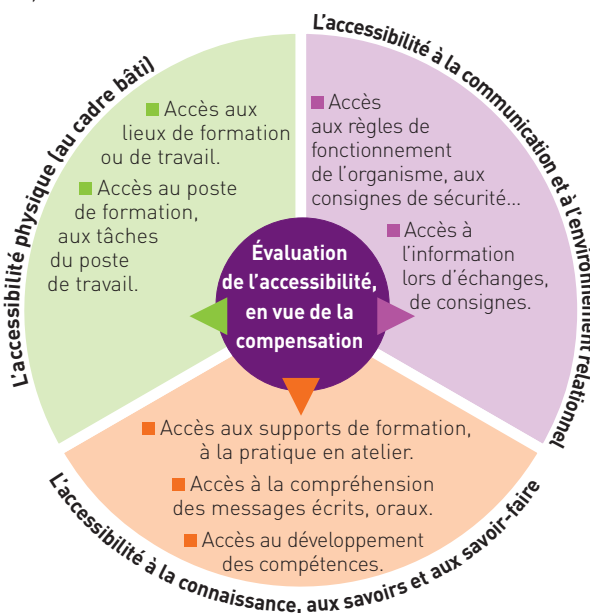 L'accessibilité physique (au cadre bâti)
■ Accès aux
lieux de formation
ou de travail.
■ Accès au poste
de formation,
aux tâches
du poste
de travail.
L'accessibilité à la communication et à l'environnement relationnel
■ Accès
aux règles de
fonctionnement
de l'organisme, aux
consignes de sécurité...
■ Accès à
l'information
lors d'échanges,
de consignes.
Évaluation
de l'accessibilité,
en vue de la
compensation
■ Accès aux supports de formation,
à la pratique en atelier.
■ Accès à la compréhension
des messages écrits, oraux.
■ Accès au développement
des compétences.
L'accessibilité à la connaissance, aux savoirs et aux savoir-faire